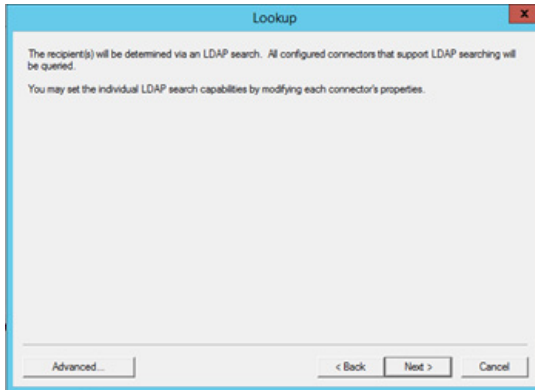 Lookup
x
The recipient(s) will be determined via an LDAP search. All configured connectors that support LDAP searching will
be queried.
You may set the individual LDAP search capabilities by modifying each connector's properties.
Advanced... < Back Next > Cancel